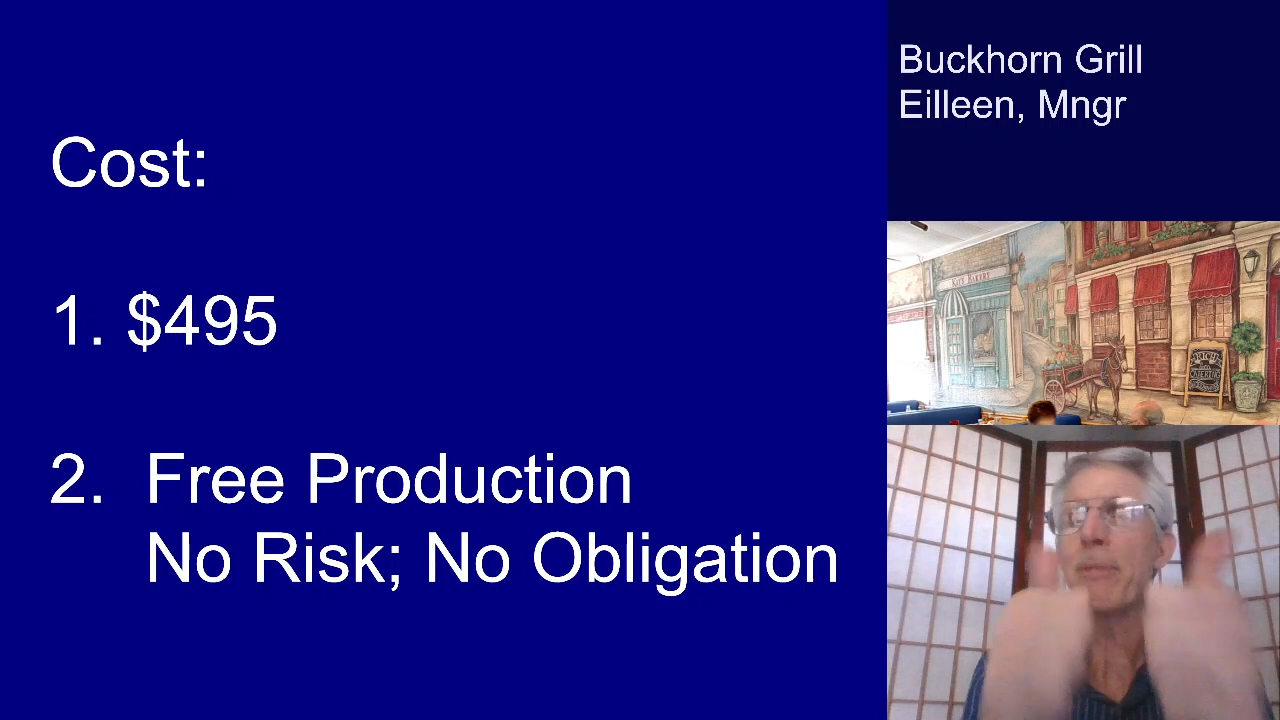 Cost:
1. $495
2. Free Production
No Risk; No Obligation
Buckhorn Grill
Eilleen, Mngr